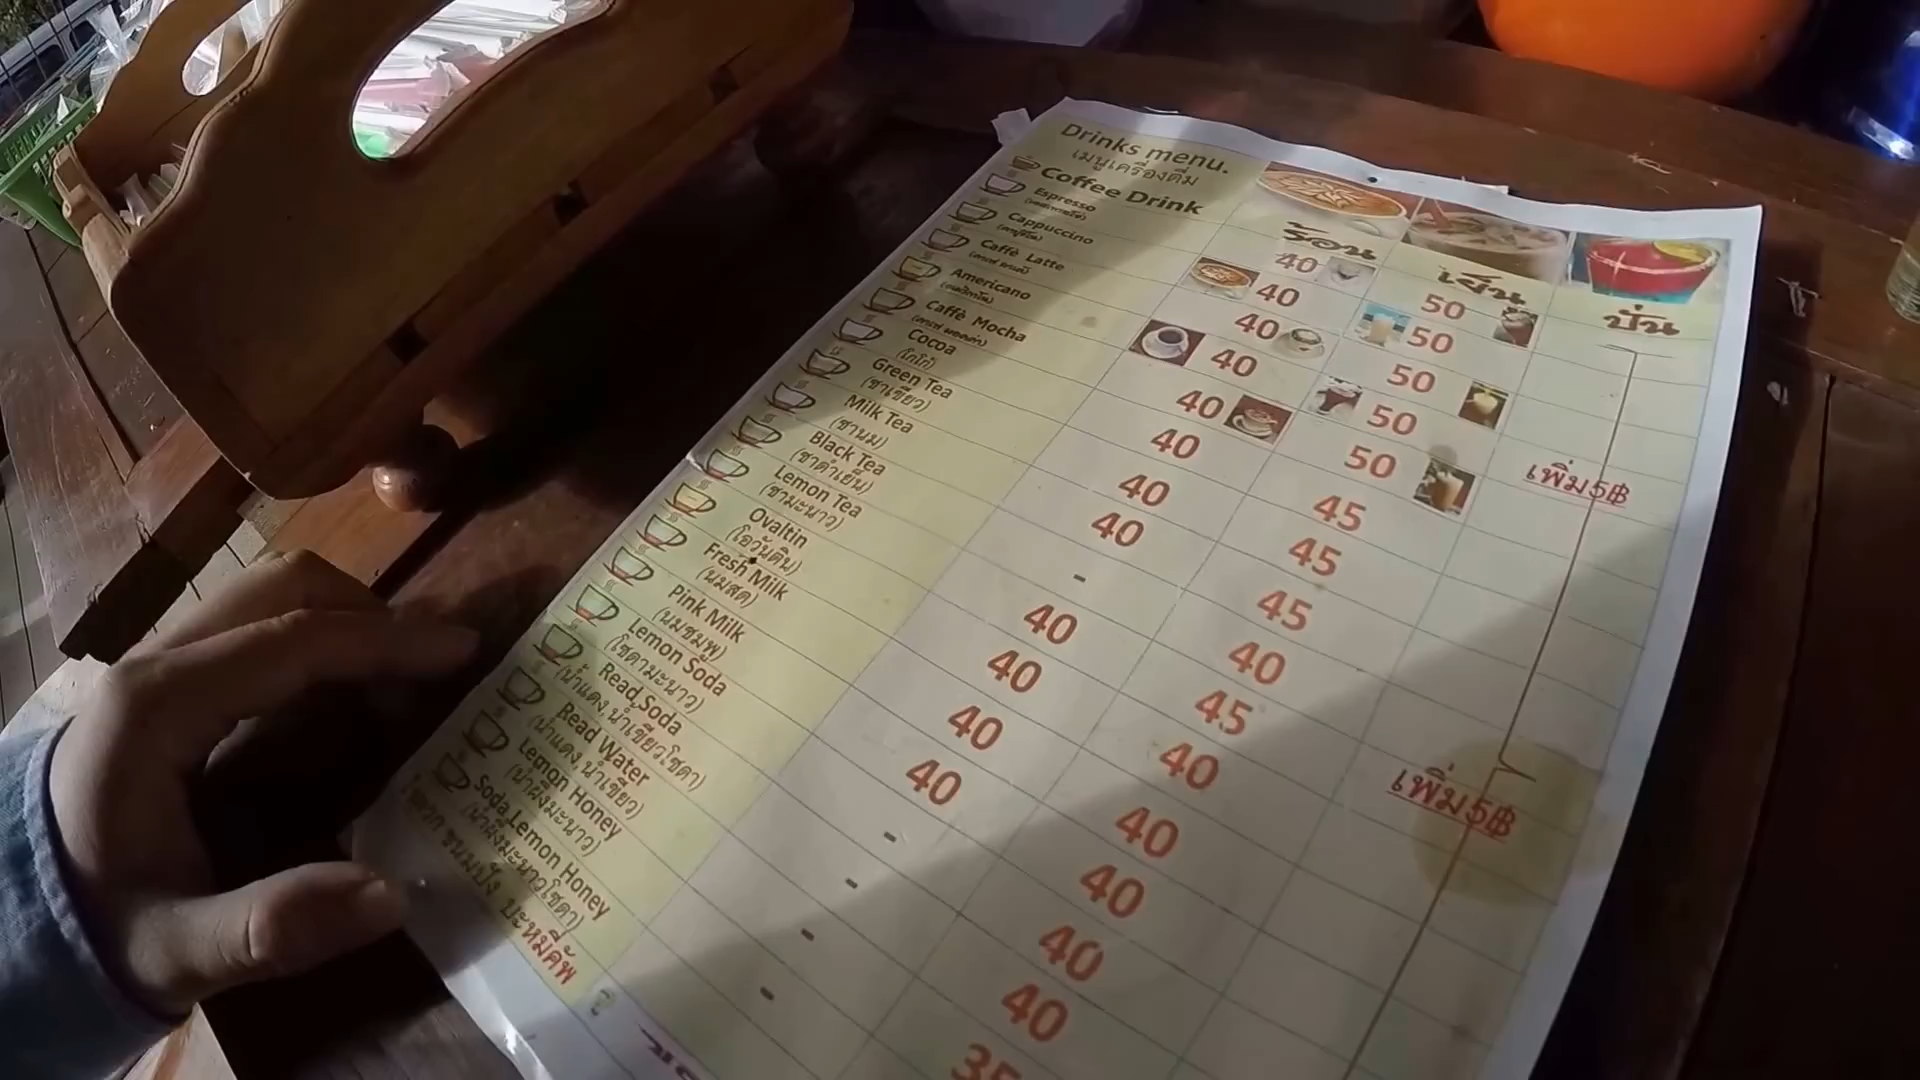 Drinks menu.
เมนูเครื่องดื่ม
Coffee Drink
ร้อน
เย็น
ปั่น
Espresso
40
50
Cappuccino
(คาปูชิโน)
40
50
Caffè Latte
40
50
Americano
40
50
Caffè Mocha
40
50
Cocoa
(โกโก้)
40
45
Green Tea
(ชาเขียว)
40
45
Milk Tea
(ชานม)
40
45
Black Tea
(ชาดำเย็น)
-
40
Lemon Tea
(ชามะนาว)
40
45
Ovaltin
(โอวันติน)
40
40
Fresh Milk
(นมสด)
40
40
Pink Milk
(นมชมพู)
40
40
Lemon Soda
(โซดามะนาว)
-
40
Read,Soda
(น้ำแดง,น้ำเขียวโซดา)
-
40
Read Water
(น้ำแดง,น้ำเขียว)
-
35
Lemon Honey
(น้ำผึ้งมะนาว)
-
Soda,Lemon Honey
(น้ำผึ้งมะนาวโซดา)
เพิ่ม5฿
เพิ่ม5฿